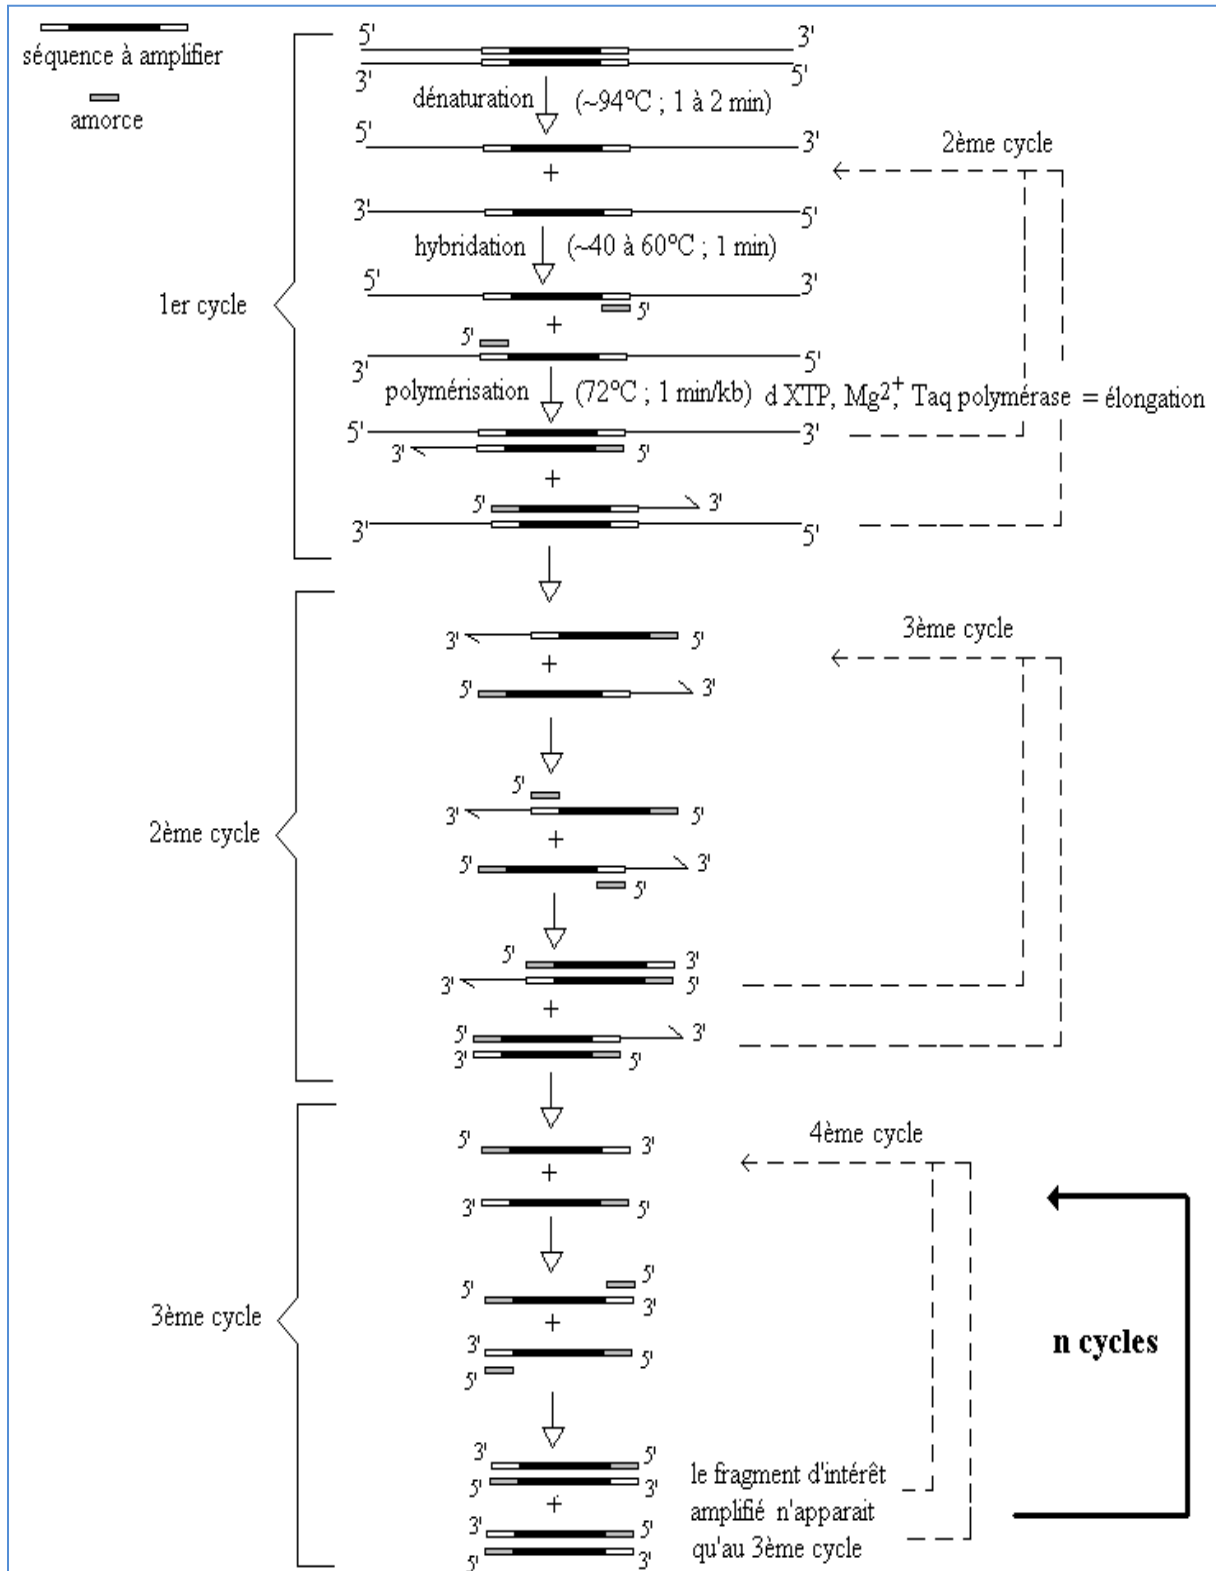 séquence à amplifier
amorce
1er cycle
5' 3'
3' 5'
dénaturation (~94°C ; 1 à 2 min)
5' 3'
+
3' 5'
2ème cycle
hybridation (~40 à 60°C ; 1 min)
5' 3'
5'
+
5'
3' 5'
polymérisation (72°C ; 1 min/kb) d XTP, Mg2+, Taq polymérase = élongation
5' 3'
3' 5'
+
5' 3'
3' 5'
2ème cycle
3' 5'
+
5' 3'
3ème cycle
5'
3' 5'
+
5' 3'
5'
5' 3'
3' 5'
+
5' 3'
3' 5'
3ème cycle
5' 3'
+
3' 5'
4ème cycle
5'
5' 3'
+
3' 5'
5'
n cycles
3' 5'
5' 3'
+
3' 5'
5' 3'
le fragment d'intérêt
amplifié n'apparait
qu'au 3ème cycle